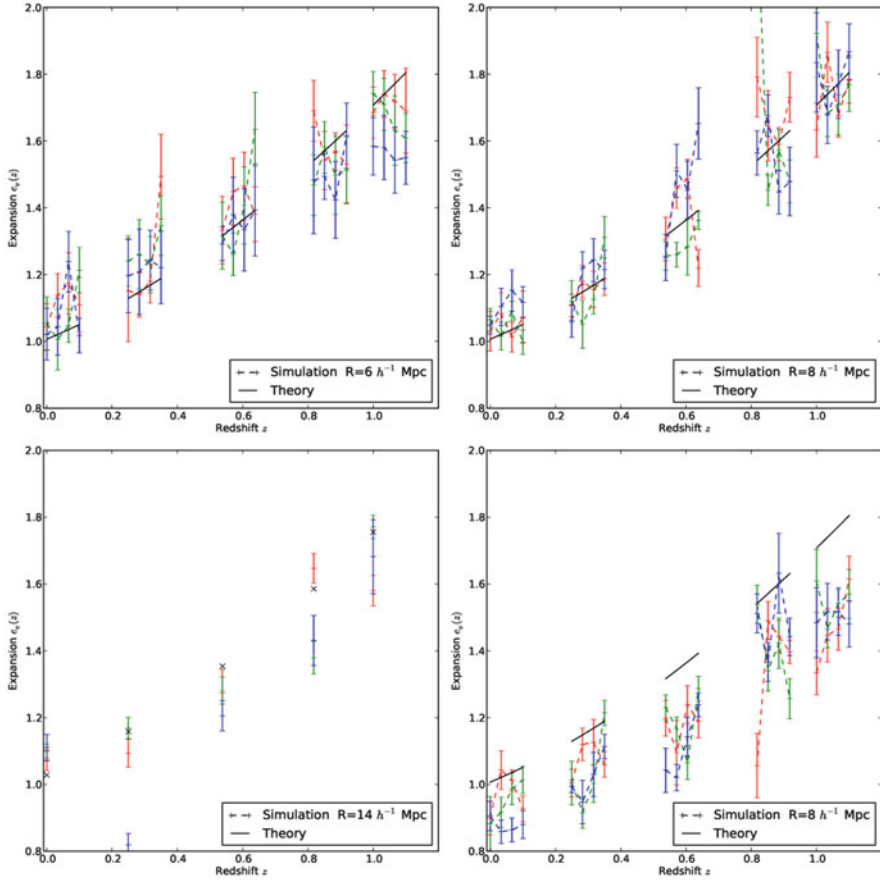 2.0
1.8
1.6
1.4
1.2
1.0
0.8
Expansion e_v(z)
0.0 0.2 0.4 0.6 0.8 1.0
Redshift z
Simulation R=6 h⁻¹ Mpc
Theory
2.0
1.8
1.6
1.4
1.2
1.0
0.8
Expansion e_v(z)
0.0 0.2 0.4 0.6 0.8 1.0
Redshift z
Simulation R=8 h⁻¹ Mpc
Theory
2.0
1.8
1.6
1.4
1.2
1.0
0.8
Expansion e_v(z)
0.0 0.2 0.4 0.6 0.8 1.0
Redshift z
Simulation R=14 h⁻¹ Mpc
Theory
2.0
1.8
1.6
1.4
1.2
1.0
0.8
Expansion e_v(z)
0.0 0.2 0.4 0.6 0.8 1.0
Redshift z
Simulation R=8 h⁻¹ Mpc
Theory